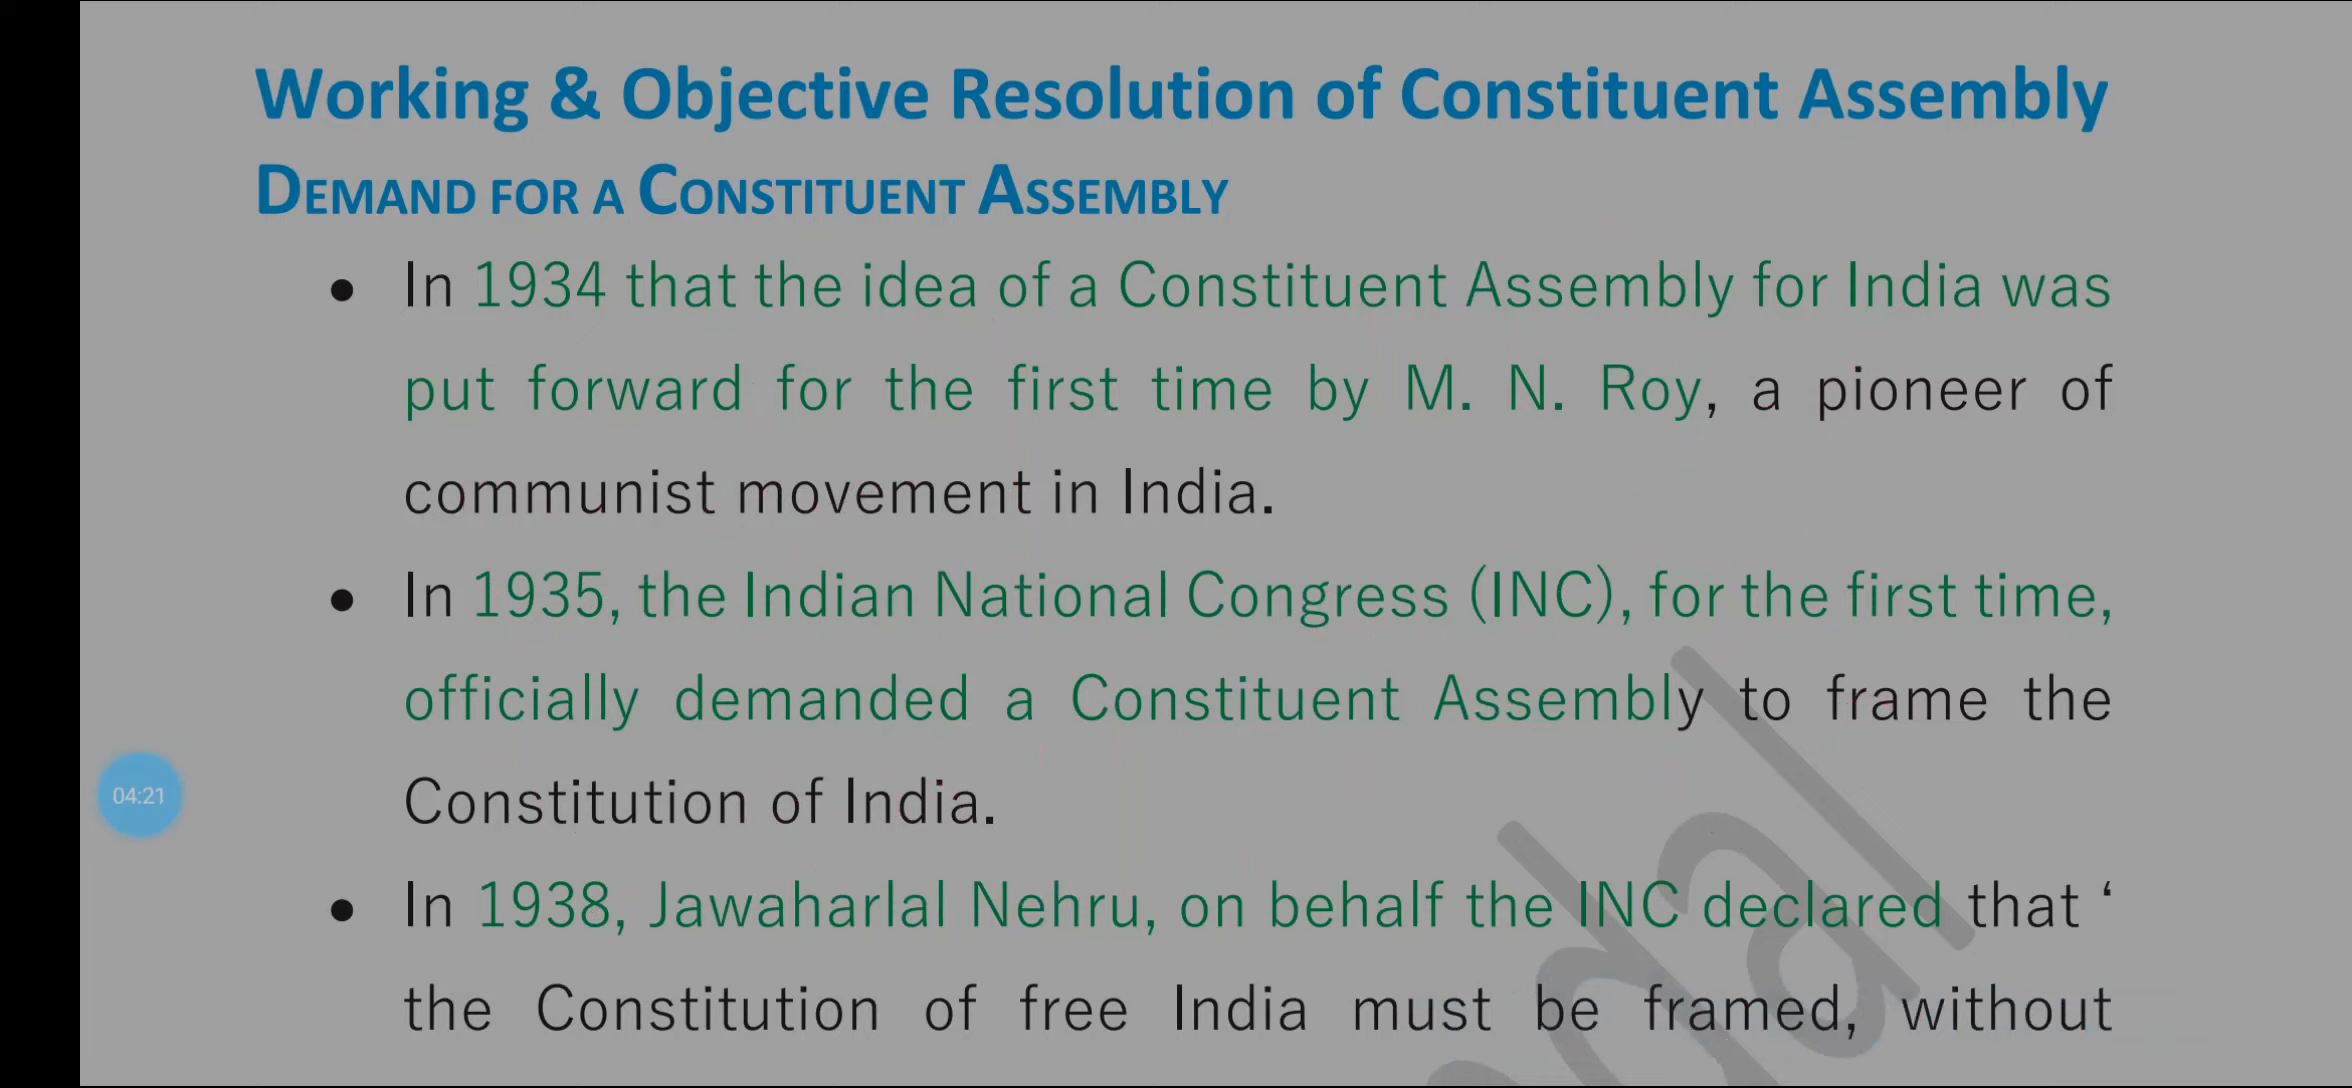 Working & Objective Resolution of Constituent Assembly
DEMAND FOR A CONSTITUENT ASSEMBLY
• In 1934 that the idea of a Constituent Assembly for India was
put forward for the first time by M. N. Roy, a pioneer of
communist movement in India.
• In 1935, the Indian National Congress (INC), for the first time,
officially demanded a Constituent Assembly to frame the
Constitution of India.
04:21
• In 1938, Jawaharlal Nehru, on behalf the INC declared that ‘
the Constitution of free India must be framed, without